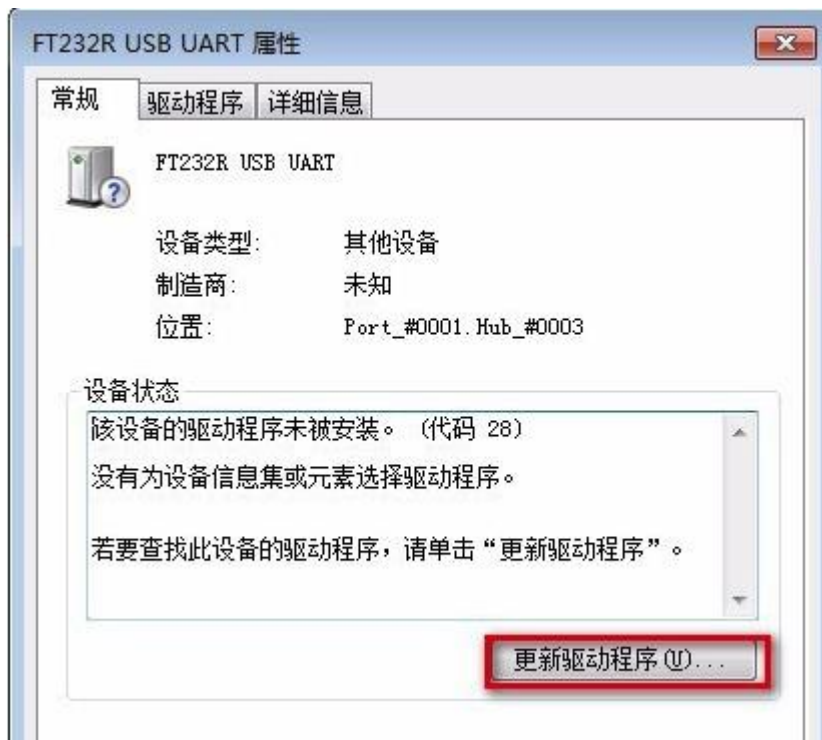 FT232R USB UART 属性
常规
驱动程序
详细信息
FT232R USB UART
设备类型: 其他设备
制造商: 未知
位置: Port_#0001.Hub_#0003
设备状态
该设备的驱动程序未被安装。 (代码 28)
没有为设备信息集或元素选择驱动程序。
若要查找此设备的驱动程序，请单击“更新驱动程序”。
更新驱动程序(U)...